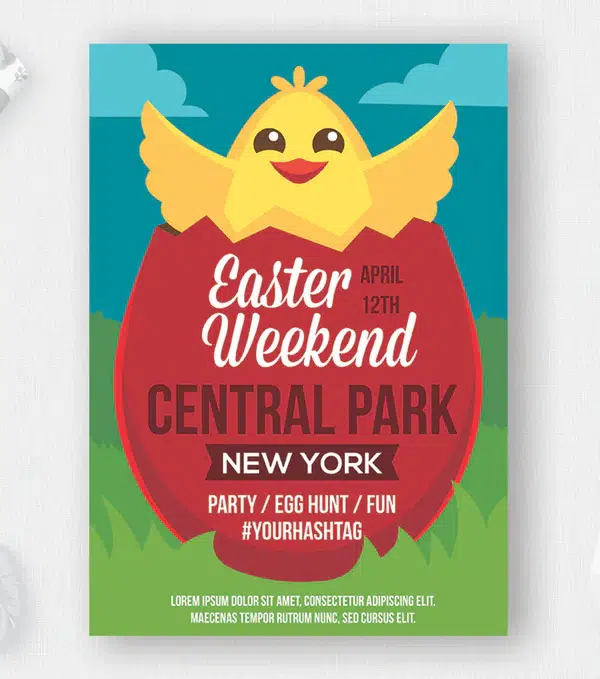 Easter
APRIL
12TH
Weekend
CENTRAL PARK
NEW YORK
PARTY / EGG HUNT / FUN
#YOURHASHTAG
LOREM IPSUM DOLOR SIT AMET, CONSECTETUR ADIPISCING ELIT.
MAECENAS TEMPOR RUTRUM NUNC, SED CURSUS ELIT.